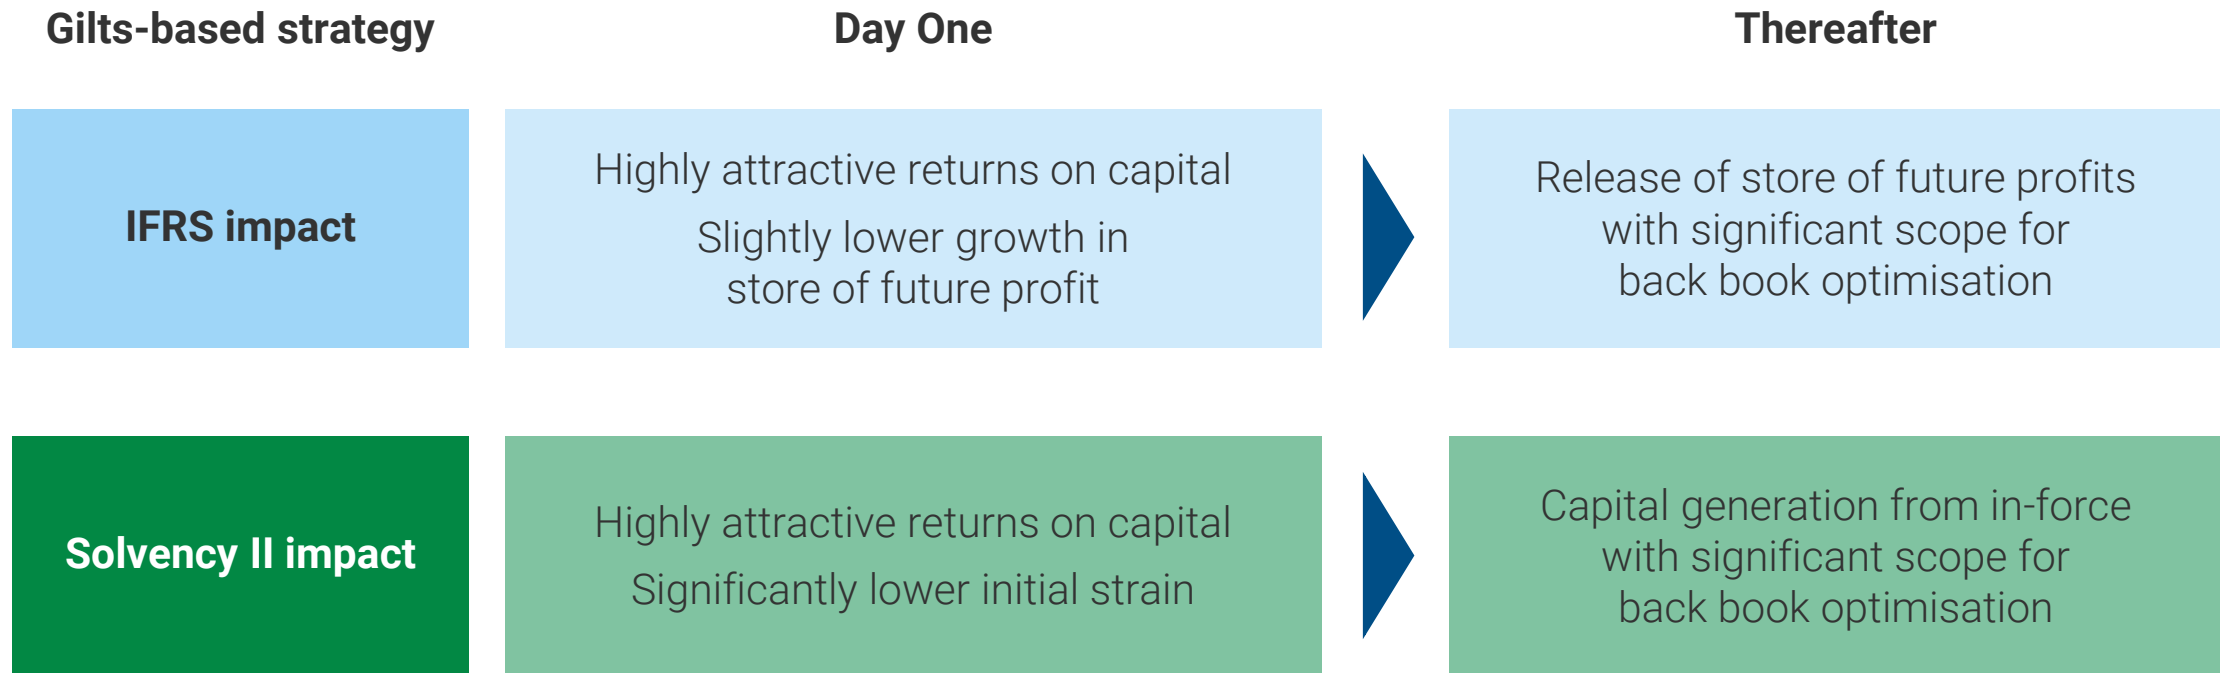 Gilts-based strategy
Day One
Thereafter
IFRS impact
Highly attractive returns on capital
Slightly lower growth in
store of future profit
Release of store of future profits
with significant scope for
back book optimisation
Solvency II impact
Highly attractive returns on capital
Significantly lower initial strain
Capital generation from in-force
with significant scope for
back book optimisation